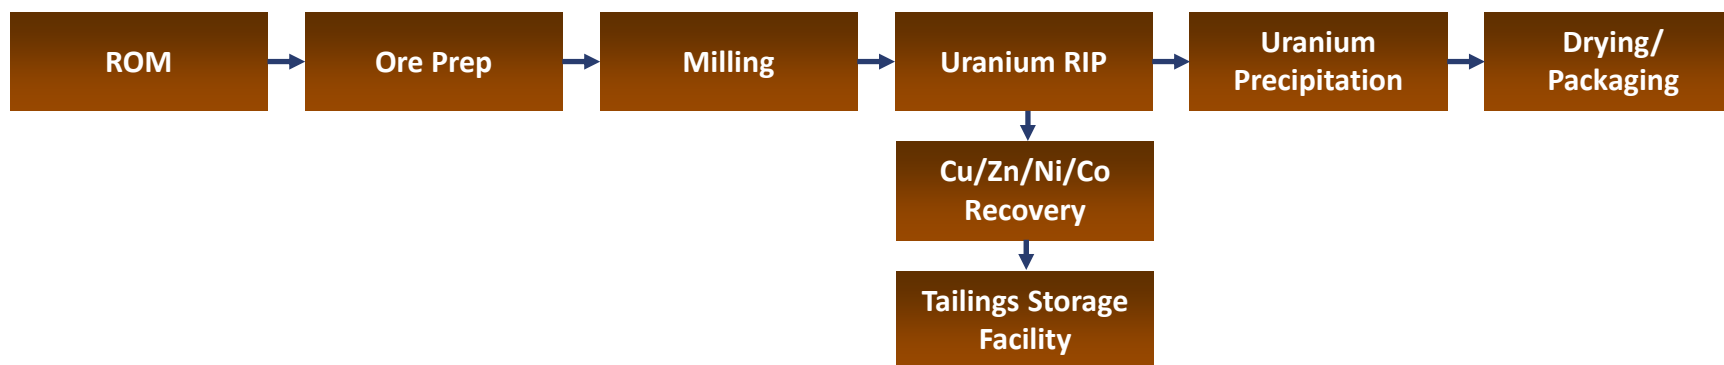 ROM
Ore Prep
Milling
Uranium RIP
Uranium
Precipitation
Drying/
Packaging
Cu/Zn/Ni/Co
Recovery
Tailings Storage
Facility